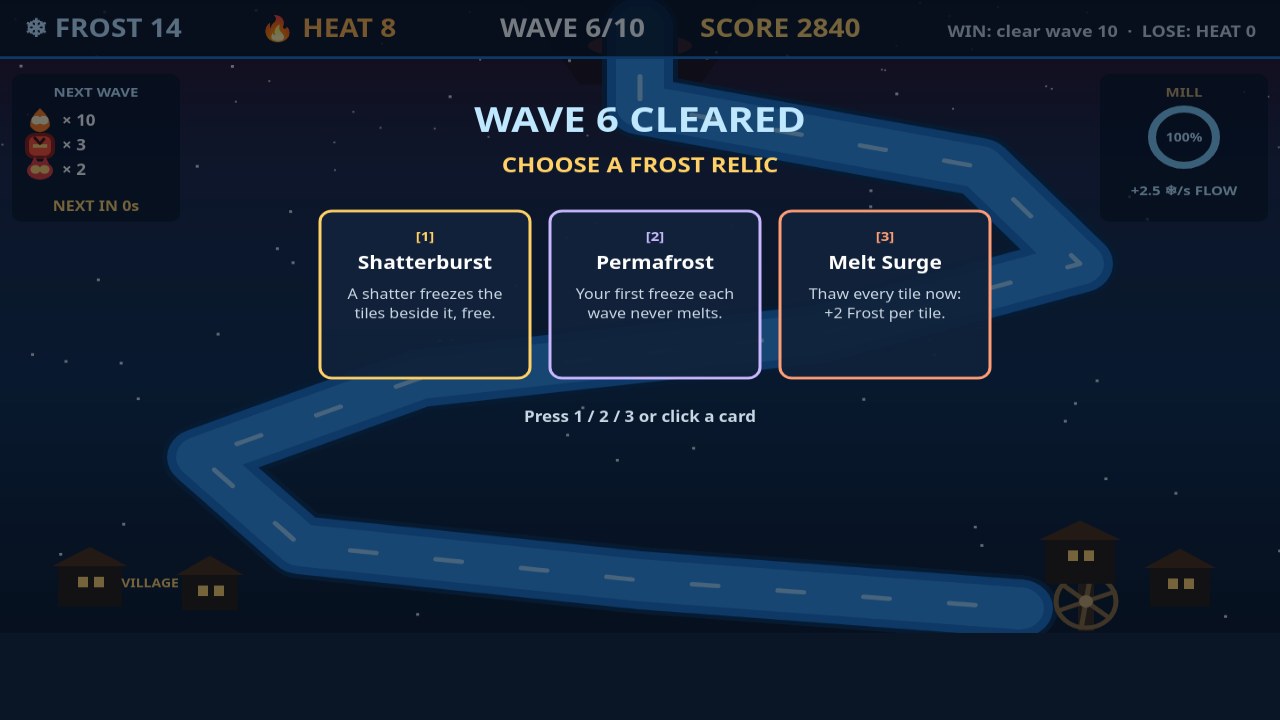 ❄ FROST 14
🔥 HEAT 8
WAVE 6/10
SCORE 2840
WIN: clear wave 10 · LOSE: HEAT 0
NEXT WAVE
× 10
× 3
× 2
NEXT IN 0s
MILL
100%
+2.5 ❄/s FLOW
WAVE 6 CLEARED
CHOOSE A FROST RELIC
[1]
Shatterburst
A shatter freezes the
tiles beside it, free.
[2]
Permafrost
Your first freeze each
wave never melts.
[3]
Melt Surge
Thaw every tile now:
+2 Frost per tile.
Press 1 / 2 / 3 or click a card
VILLAGE